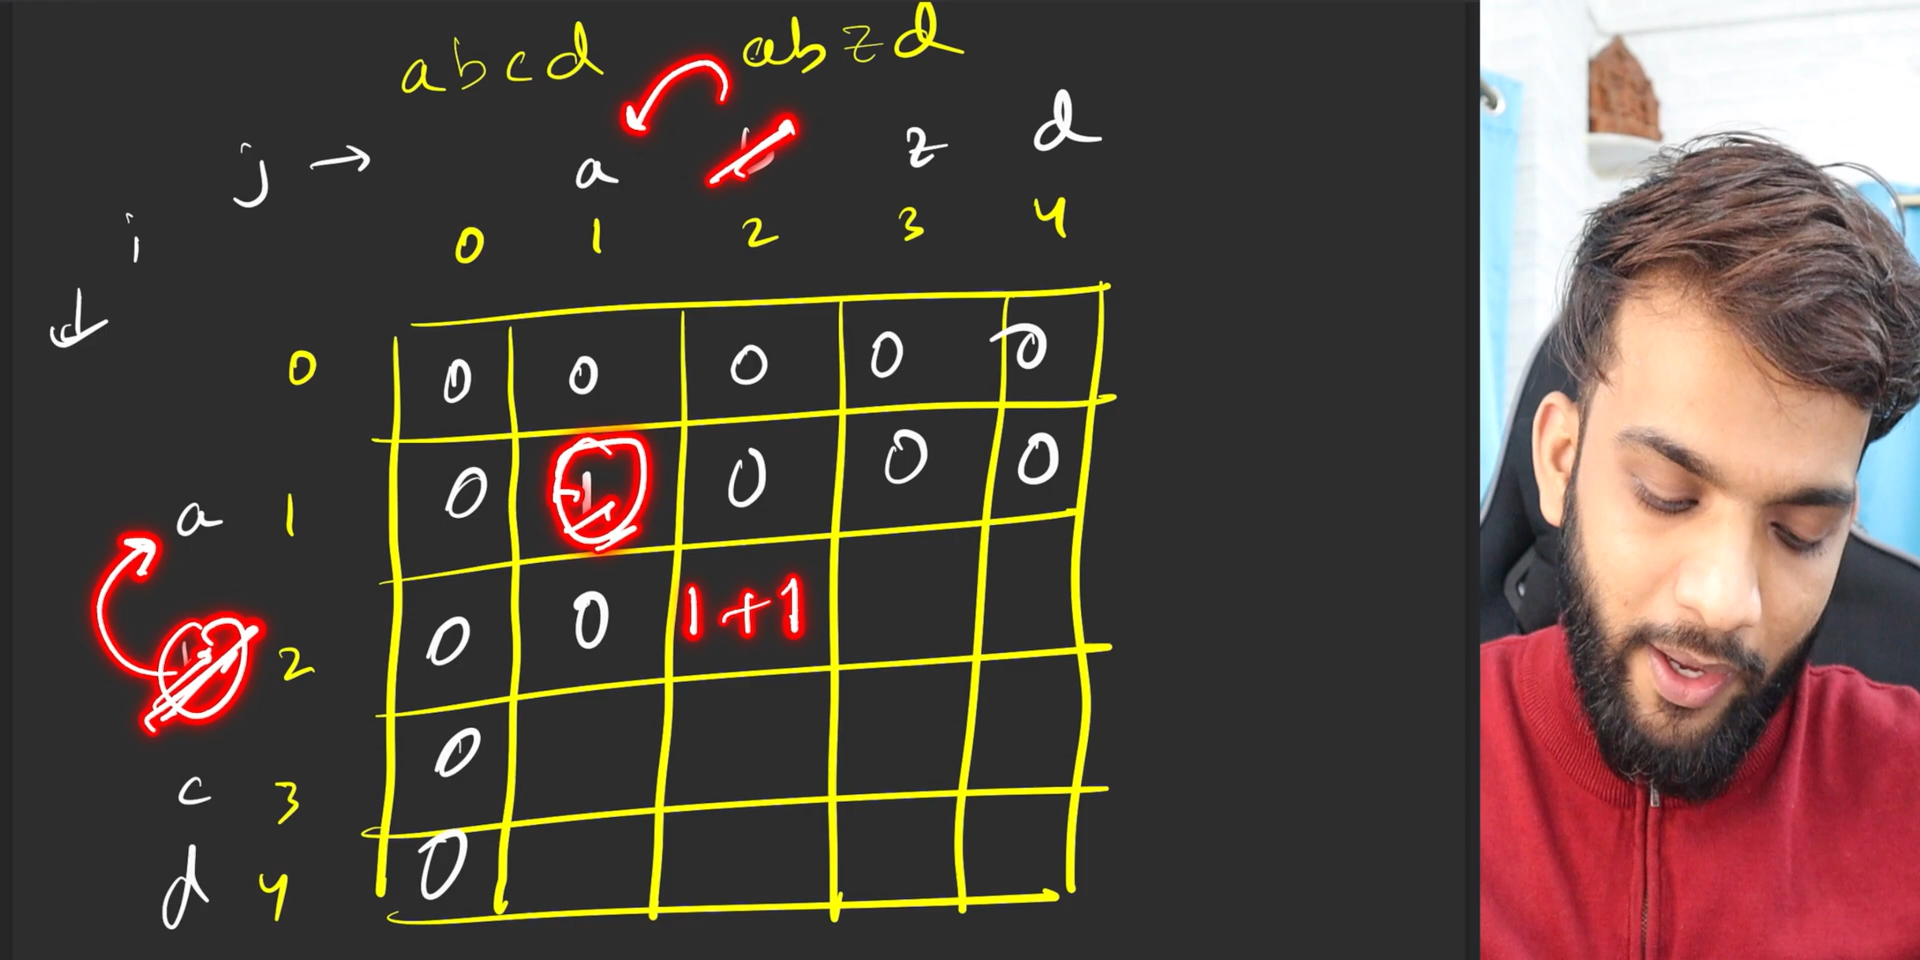 abcd abzd
j → a b z d
i
0 1 2 3 4
0 0 0 0 0 0
a 1 0 1 0 0 0
2 0 0 1+1
c 3 0
d 4 0